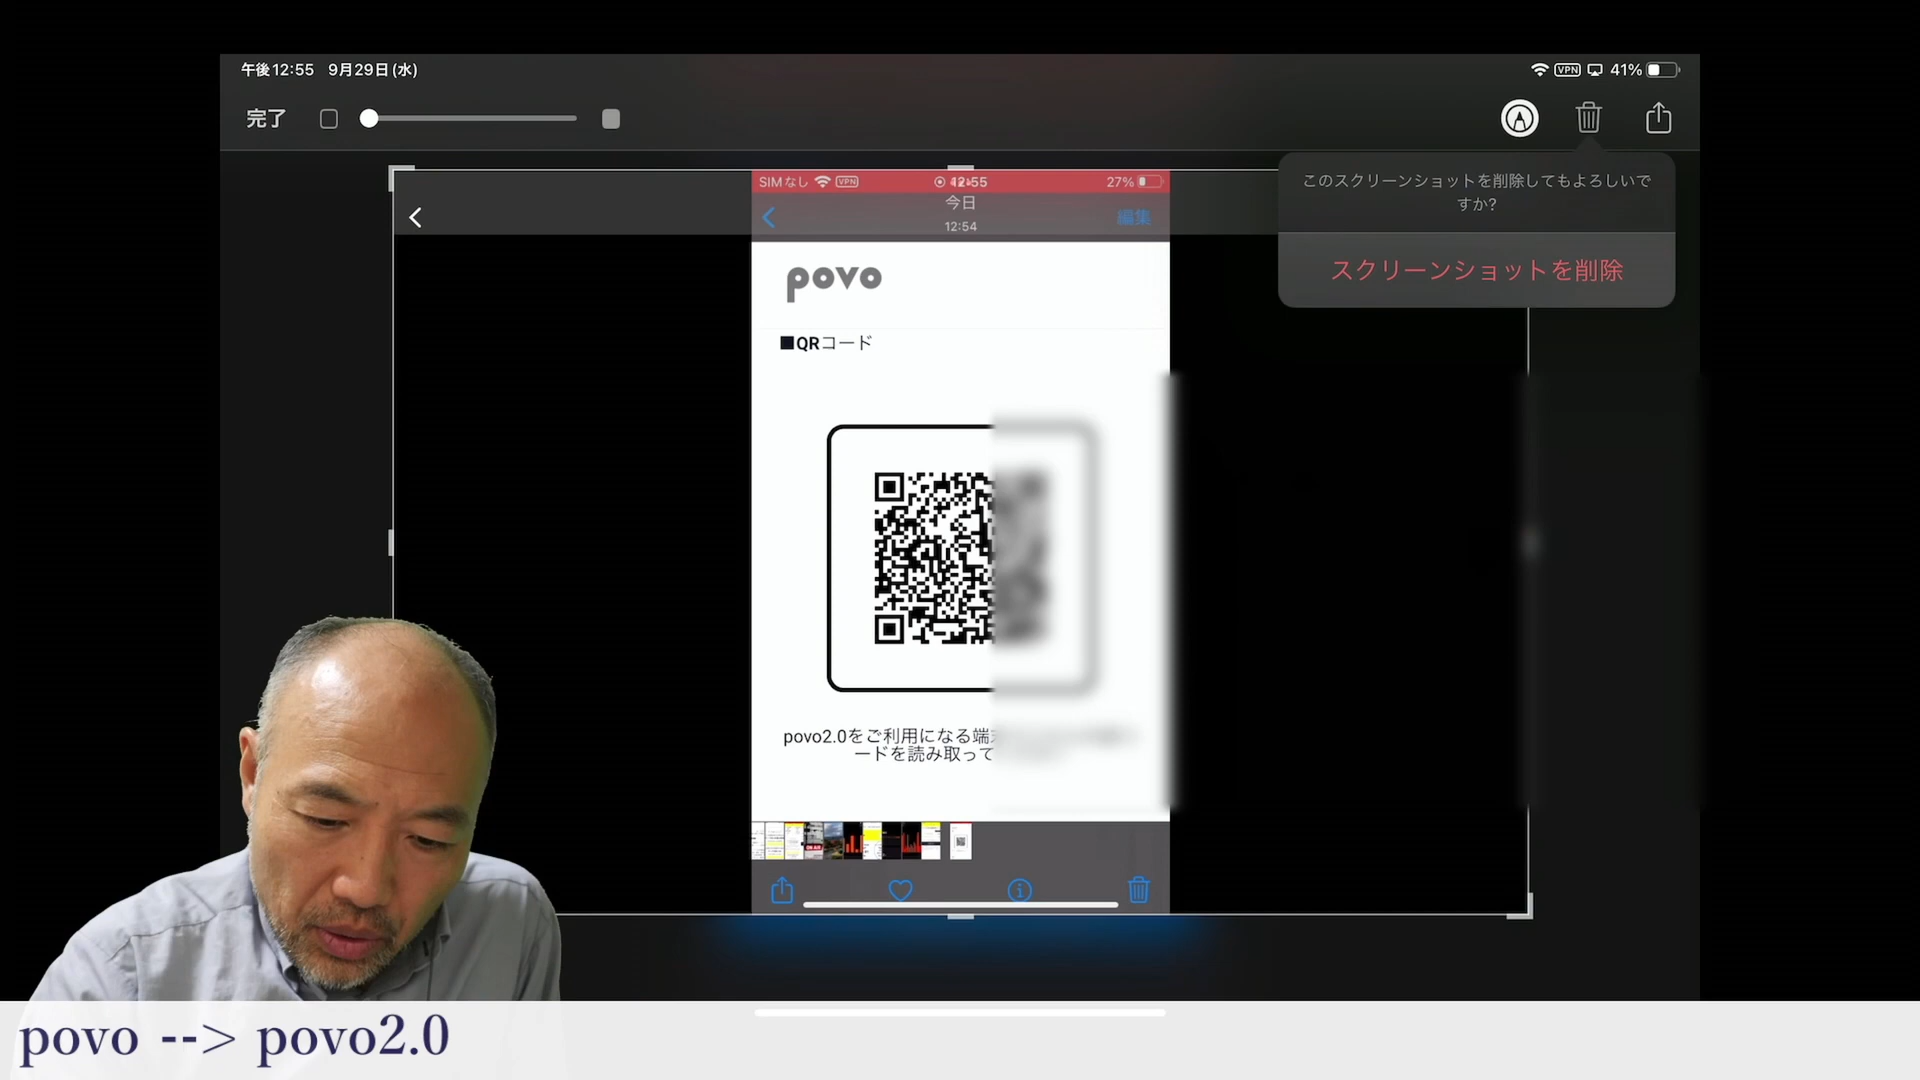 午後12:55 9月29日(水)
VPN 41%
完了
このスクリーンショットを削除してもよろしいで
すか?
スクリーンショットを削除
SIMなし VPN
27%
今日
12:54
編集
povo
■QRコード
povo2.0をご利用になる端
ードを読み取って
povo --> povo2.0